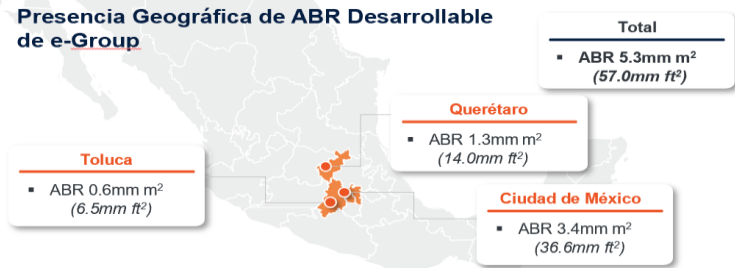 Presencia Geográfica de ABR Desarrollable
de e-Group
Total
▪ ABR 5.3mm m²
(57.0mm ft²)
Querétaro
▪ ABR 1.3mm m²
(14.0mm ft²)
Toluca
▪ ABR 0.6mm m²
(6.5mm ft²)
Ciudad de México
▪ ABR 3.4mm m²
(36.6mm ft²)